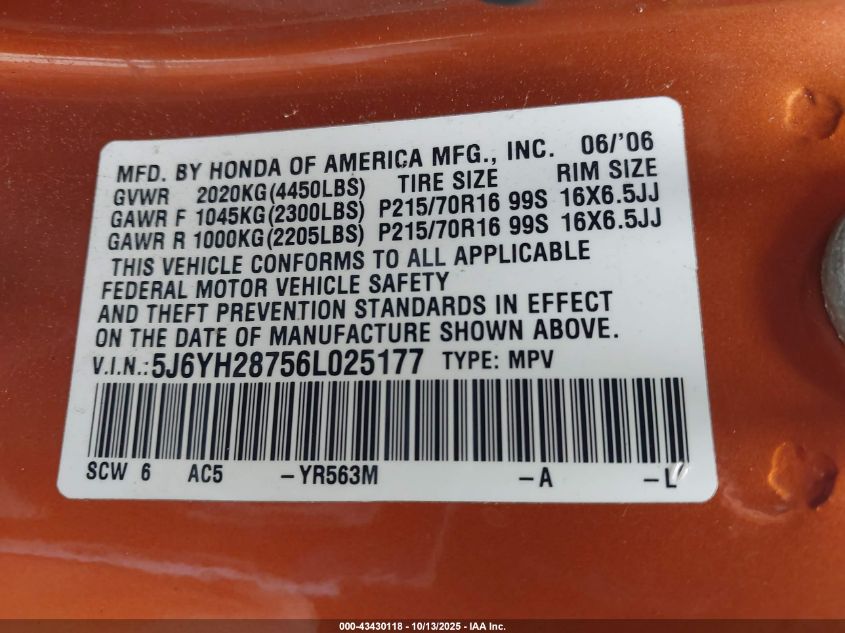 MFD. BY HONDA OF AMERICA MFG., INC. 06/'06
GVWR 2020KG(4450LBS) TIRE SIZE RIM SIZE
GAWR F 1045KG(2300LBS) P215/70R16 99S 16X6.5JJ
GAWR R 1000KG(2205LBS) P215/70R16 99S 16X6.5JJ
THIS VEHICLE CONFORMS TO ALL APPLICABLE
FEDERAL MOTOR VEHICLE SAFETY
AND THEFT PREVENTION STANDARDS IN EFFECT
ON THE DATE OF MANUFACTURE SHOWN ABOVE.
V.I.N.: 5J6YH28756L025177 TYPE: MPV
SCW 6 AC5 -YR563M -A -L
000-43430118 - 10/13/2025 - IAA Inc.